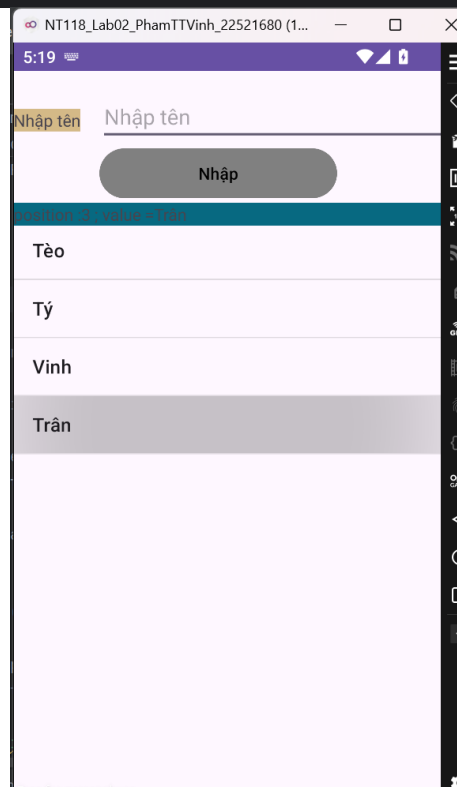 NT118_Lab02_PhamTTVinh_22521680 (1...
5:19
Nhập tên Nhập tên
Nhập
position :3 ; value =Trân
Tèo
Tý
Vinh
Trân